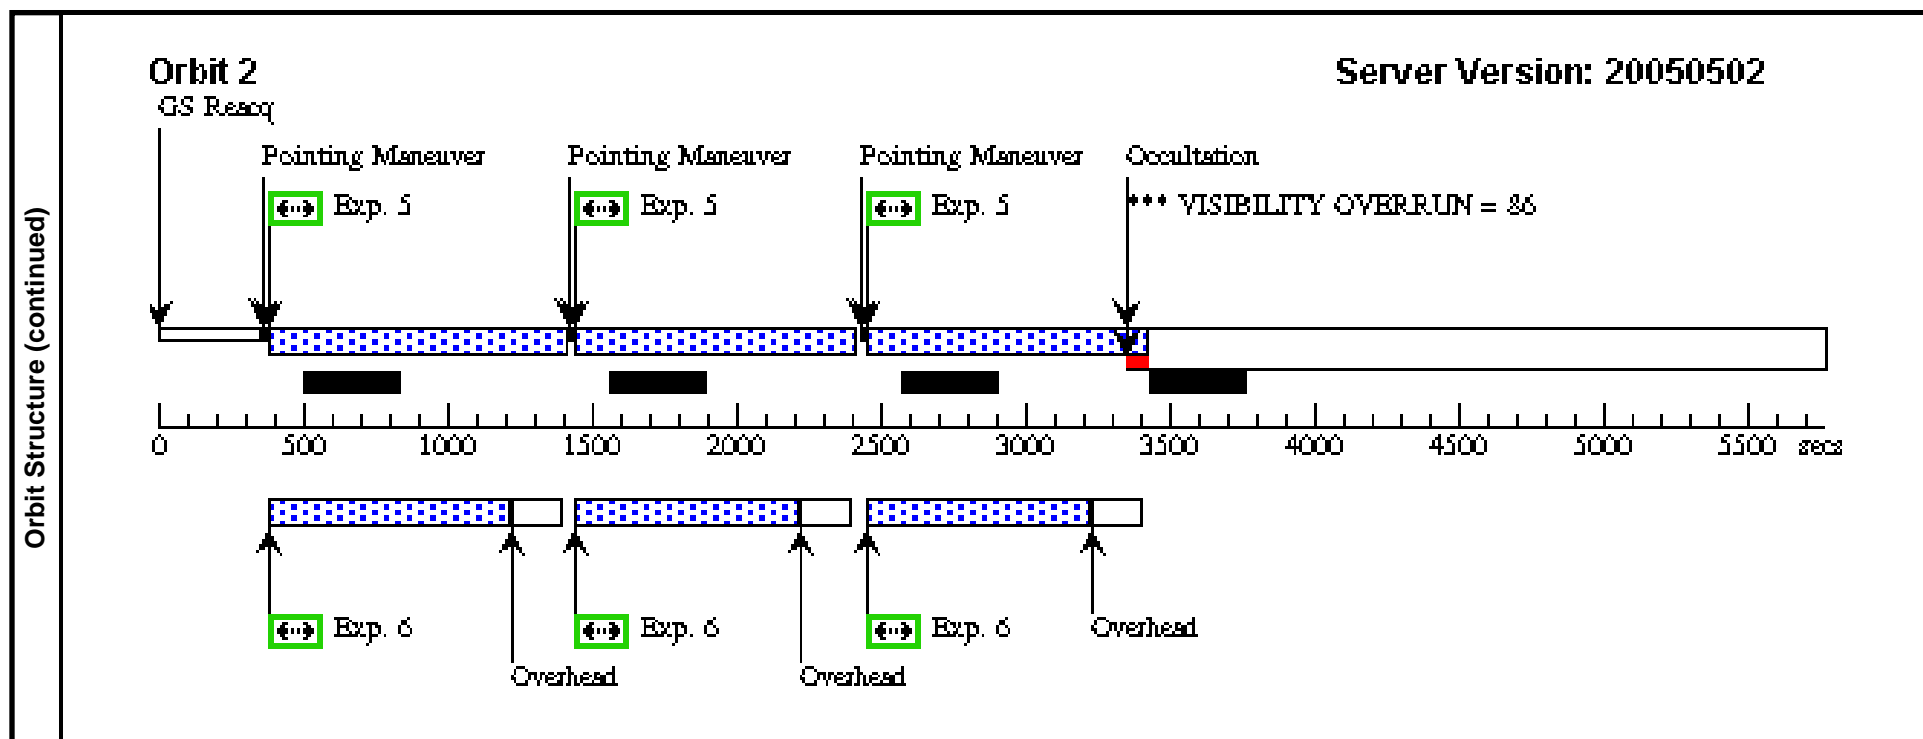 Orbit Structure (continued)
Orbit 2
Server Version: 20050502
GS Reacq
Pointing Maneuver
Pointing Maneuver
Pointing Maneuver
Occultation
Exp. 5
Exp. 5
Exp. 5
*** VISIBILITY OVERRUN = 86
0 500 1000 1500 2000 2500 3000 3500 4000 4500 5000 5500 secs
Exp. 6
Exp. 6
Exp. 6
Overhead
Overhead
Overhead